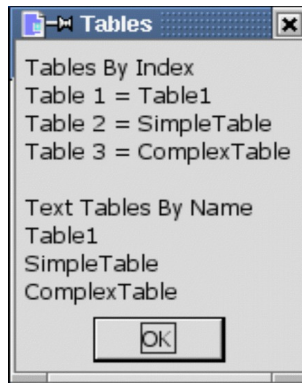 Tables
Tables By Index
Table 1 = Table1
Table 2 = SimpleTable
Table 3 = ComplexTable
Text Tables By Name
Table1
SimpleTable
ComplexTable
OK